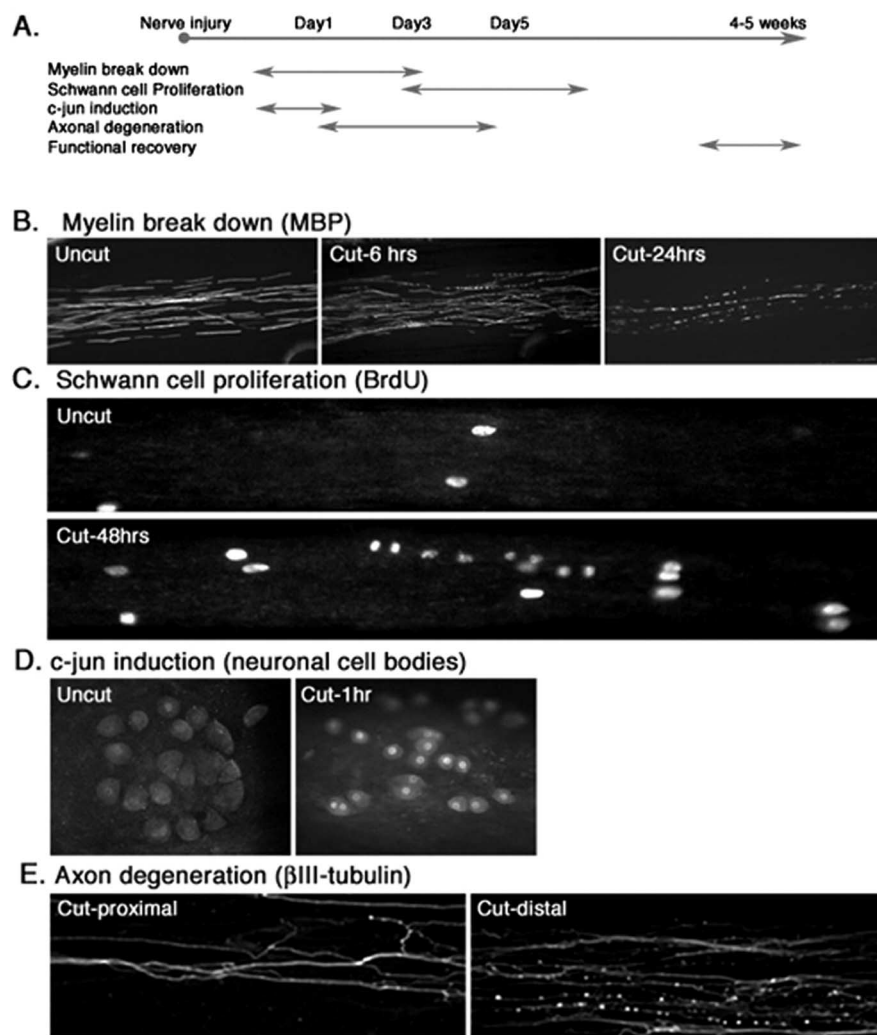 A.
Nerve injury Day1 Day3 Day5 4-5 weeks
Myelin break down
Schwann cell Proliferation
c-jun induction
Axonal degeneration
Functional recovery
B. Myelin break down (MBP)
Uncut Cut-6 hrs Cut-24hrs
C. Schwann cell proliferation (BrdU)
Uncut
Cut-48hrs
D. c-jun induction (neuronal cell bodies)
Uncut Cut-1hr
E. Axon degeneration (βIII-tubulin)
Cut-proximal Cut-distal